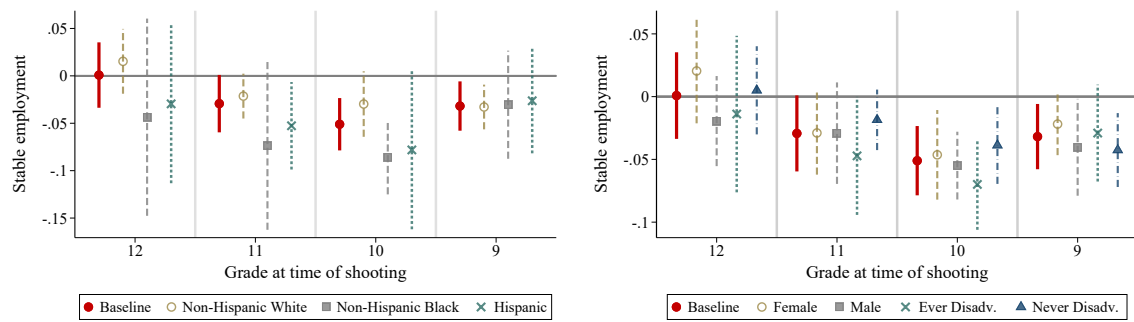 Stable employment
.05
0
-.05
-.1
-.15
12 11 10 9
Grade at time of shooting
Baseline Non-Hispanic White Non-Hispanic Black Hispanic
Stable employment
.05
0
-.05
-.1
12 11 10 9
Grade at time of shooting
Baseline Female Male Ever Disadv. Never Disadv.